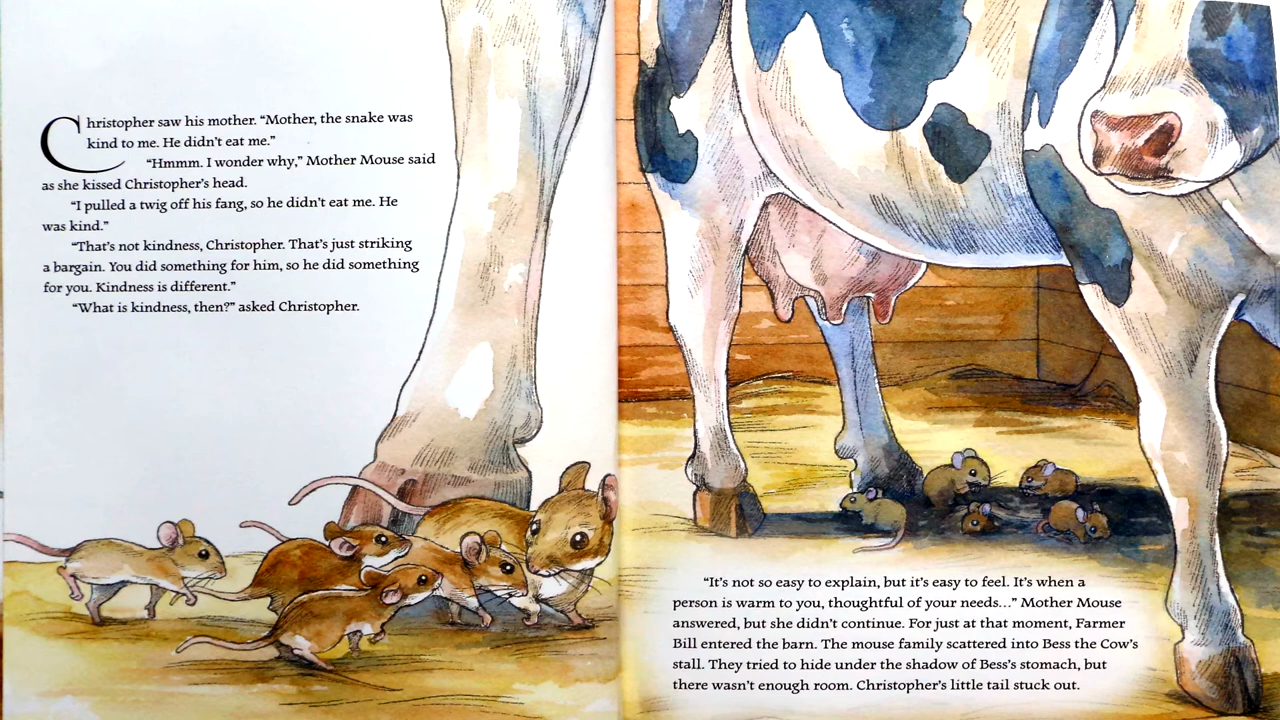 Christopher saw his mother. “Mother, the snake was
kind to me. He didn’t eat me.”
“Hmmm. I wonder why,” Mother Mouse said
as she kissed Christopher’s head.
“I pulled a twig off his fang, so he didn’t eat me. He
was kind.”
“That’s not kindness, Christopher. That’s just striking
a bargain. You did something for him, so he did something
for you. Kindness is different.”
“What is kindness, then?” asked Christopher.
“It’s not so easy to explain, but it’s easy to feel. It’s when a
person is warm to you, thoughtful of your needs…” Mother Mouse
answered, but she didn’t continue. For just at that moment, Farmer
Bill entered the barn. The mouse family scattered into Bess the Cow’s
stall. They tried to hide under the shadow of Bess’s stomach, but
there wasn’t enough room. Christopher’s little tail stuck out.